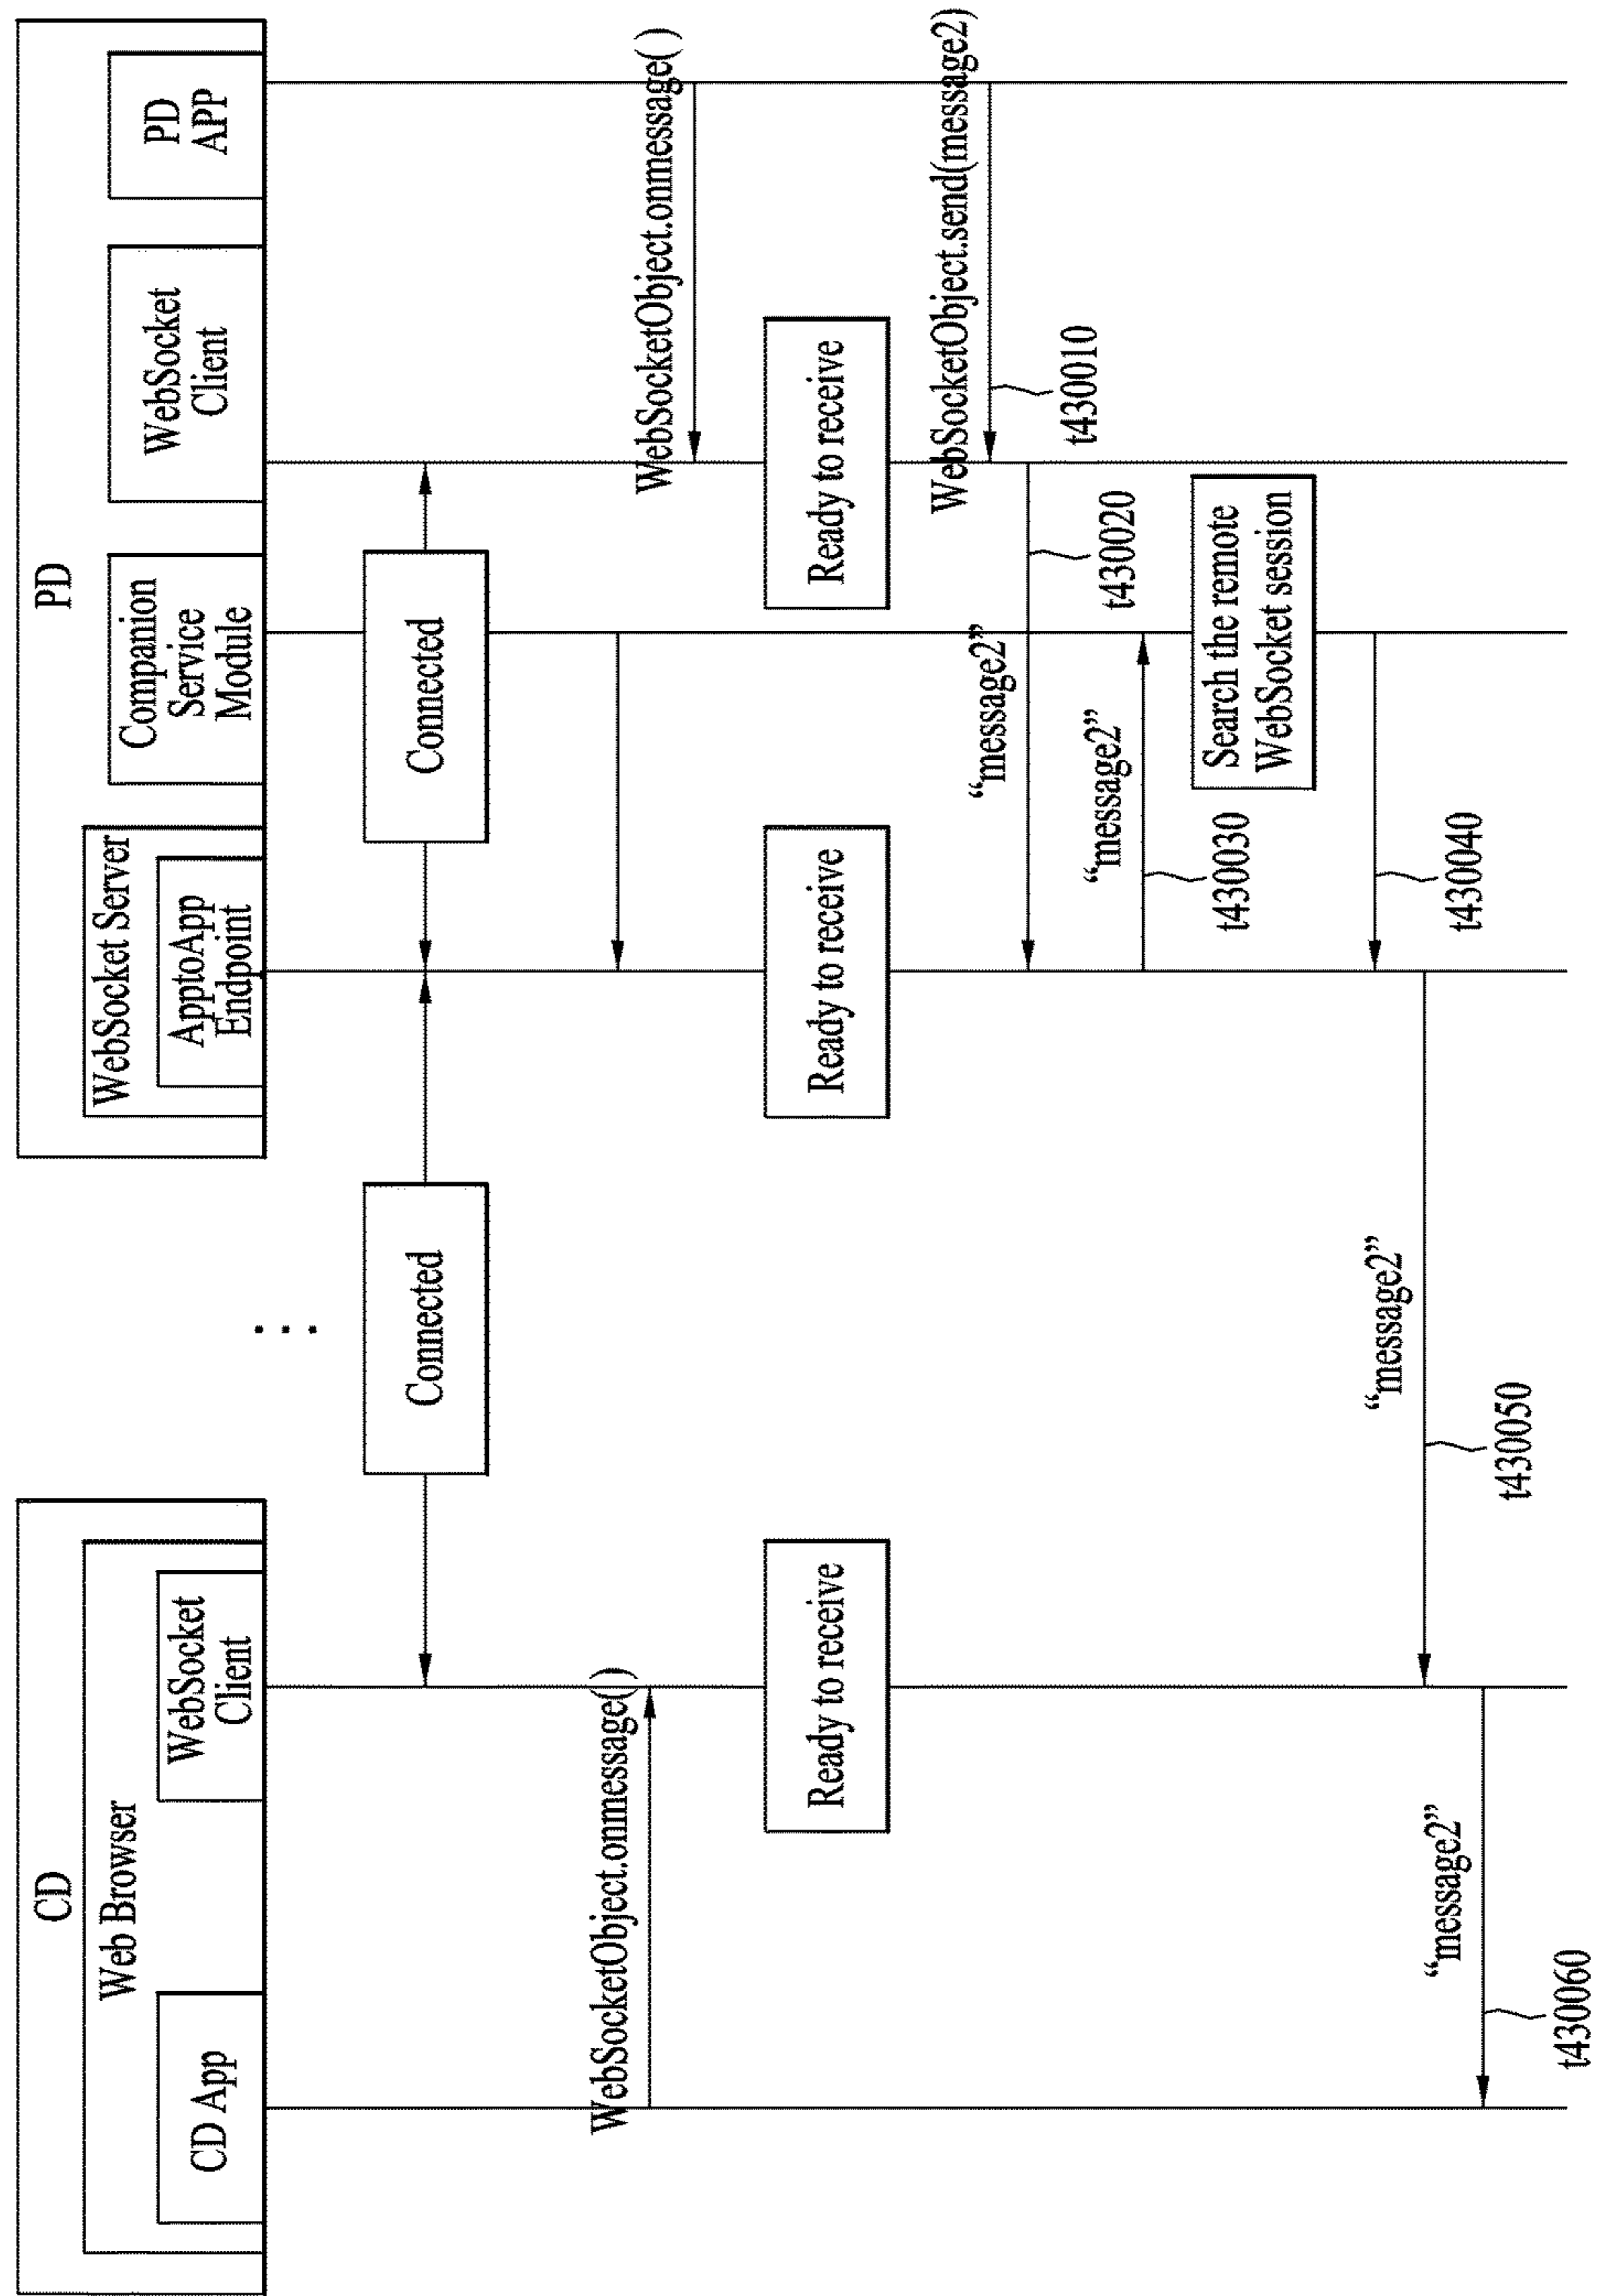 CD
Web Browser
CD App
WebSocket
Client
...
PD
WebSocket Server
ApptoApp
Endpoint
Companion
Service
Module
WebSocket
Client
PD
APP
Connected
Connected
WebSocketObject.onmessage()
WebSocketObject.onmessage( )
Ready to receive
Ready to receive
Ready to receive
WebSocketObject.send(message2)
t430010
“message2”
t430020
“message2”
t430030
Search the remote
WebSocket session
t430040
“message2”
t430050
“message2”
t430060